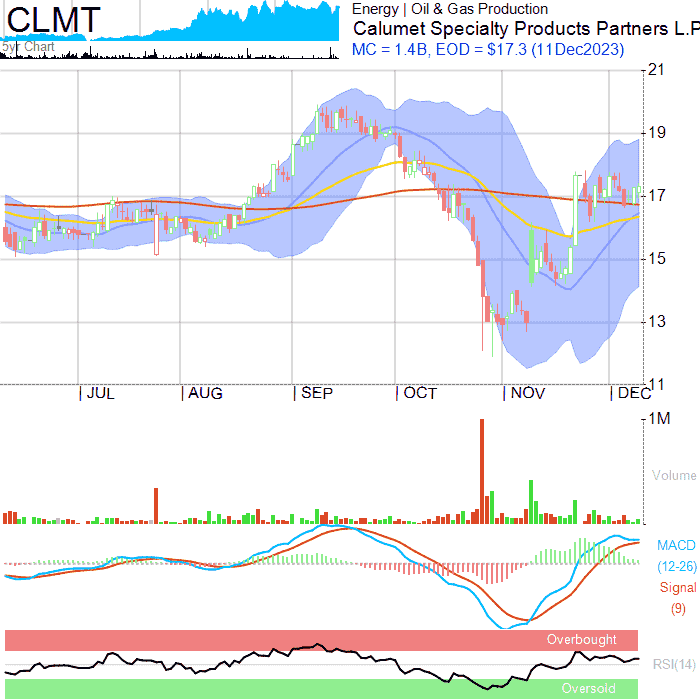 CLMT
5yr Chart
Energy | Oil & Gas Production
Calumet Specialty Products Partners L.P
MC = 1.4B, EOD = $17.3 (11Dec2023)
21
19
17
15
13
11
JUL AUG SEP OCT NOV DEC
1M
Volume
MACD
(12-26)
Signal
(9)
Overbought
RSI(14)
Oversold